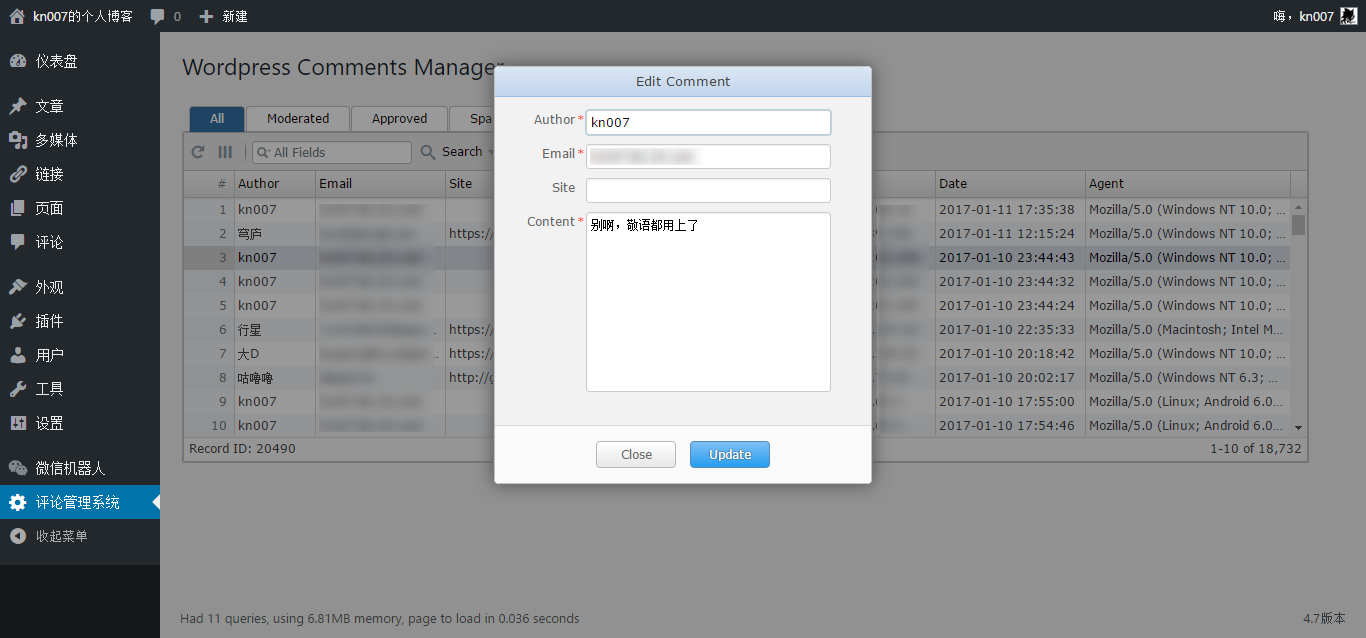 kn007的个人博客 0 新建 嗨，kn007
仪表盘
文章
多媒体
链接
页面
评论
外观
插件
用户
工具
设置
微信机器人
评论管理系统
收起菜单
Wordpress Comments Manager
All Moderated Approved Spa
All Fields Search
# Author Email Site Date Agent
1 kn007 2017-01-11 17:35:38 Mozilla/5.0 (Windows NT 10.0; ...
2 穹庐 https:// 2017-01-11 12:15:24 Mozilla/5.0 (Windows NT 10.0; ...
3 kn007 2017-01-10 23:44:43 Mozilla/5.0 (Windows NT 10.0; ...
4 kn007 2017-01-10 23:44:32 Mozilla/5.0 (Windows NT 10.0; ...
5 kn007 2017-01-10 23:44:24 Mozilla/5.0 (Windows NT 10.0; ...
6 行星 https:// 2017-01-10 22:35:33 Mozilla/5.0 (Macintosh; Intel M...
7 大D https:// 2017-01-10 20:18:42 Mozilla/5.0 (Windows NT 10.0; ...
8 咕噜噜 http://g 2017-01-10 20:02:17 Mozilla/5.0 (Windows NT 6.3; ...
9 kn007 2017-01-10 17:55:00 Mozilla/5.0 (Linux; Android 6.0...
10 kn007 2017-01-10 17:54:46 Mozilla/5.0 (Linux; Android 6.0...
Record ID: 20490 1-10 of 18,732
Edit Comment
Author* kn007
Email*
Site
Content* 别啊，敬语都用上了
Close Update
Had 11 queries, using 6.81MB memory, page to load in 0.036 seconds 4.7版本